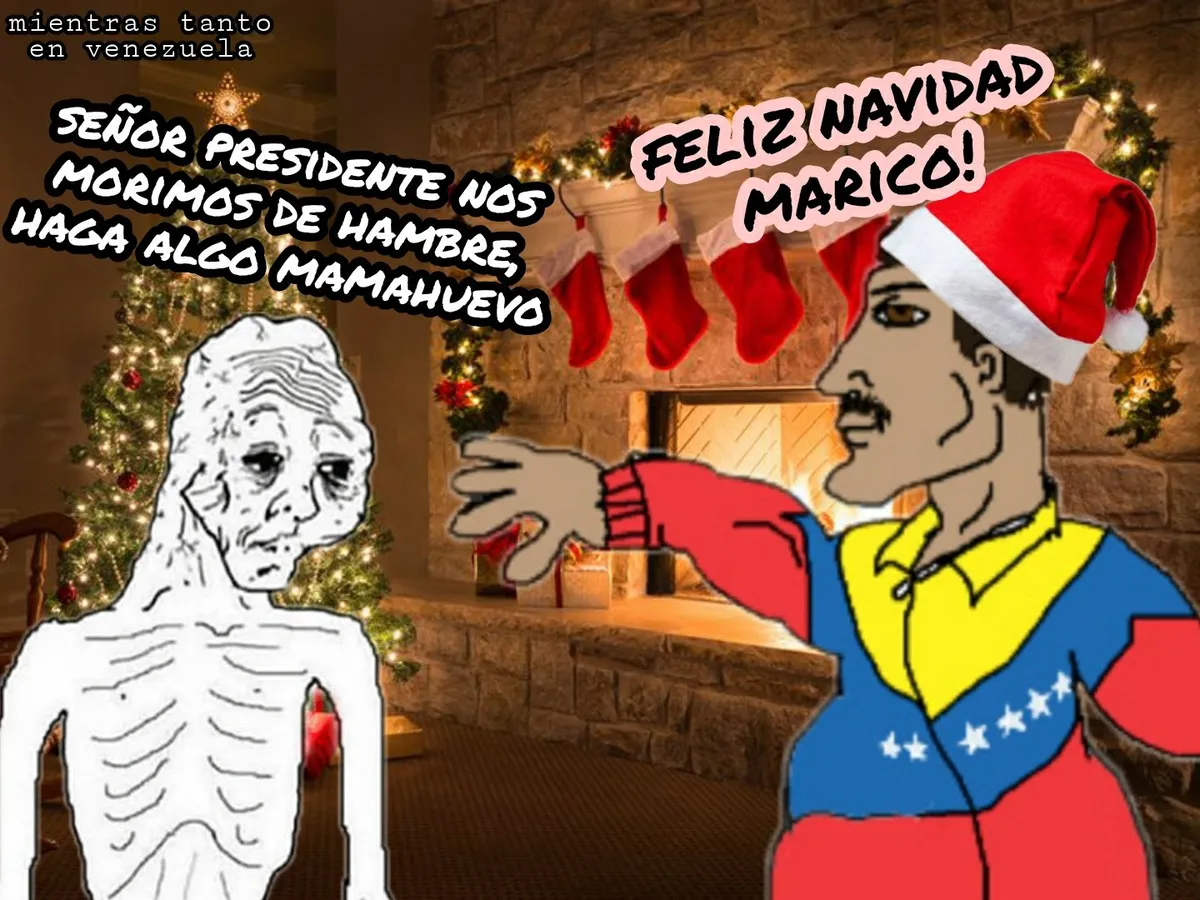 mientras tanto
en venezuela
SEÑOR PRESIDENTE NOS
MORIMOS DE HAMBRE,
HAGA ALGO MAMAHUEVO
FELIZ NAVIDAD
MARICO!